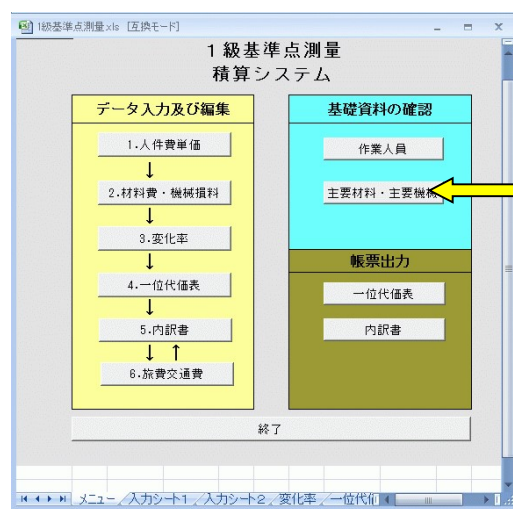 1級基準点測量.xls [互換モード]
1級基準点測量
積算システム
データ入力及び編集
1.人件費単価
↓
2.材料費・機械損料
↓
3.変化率
↓
4.一位代価表
↓
5.内訳書
↓ ↑
6.旅費交通費
基礎資料の確認
作業人員
主要材料・主要機械
帳票出力
一位代価表
内訳書
終了
メニュー 入力シート1 入力シート2 変化率 一位代価